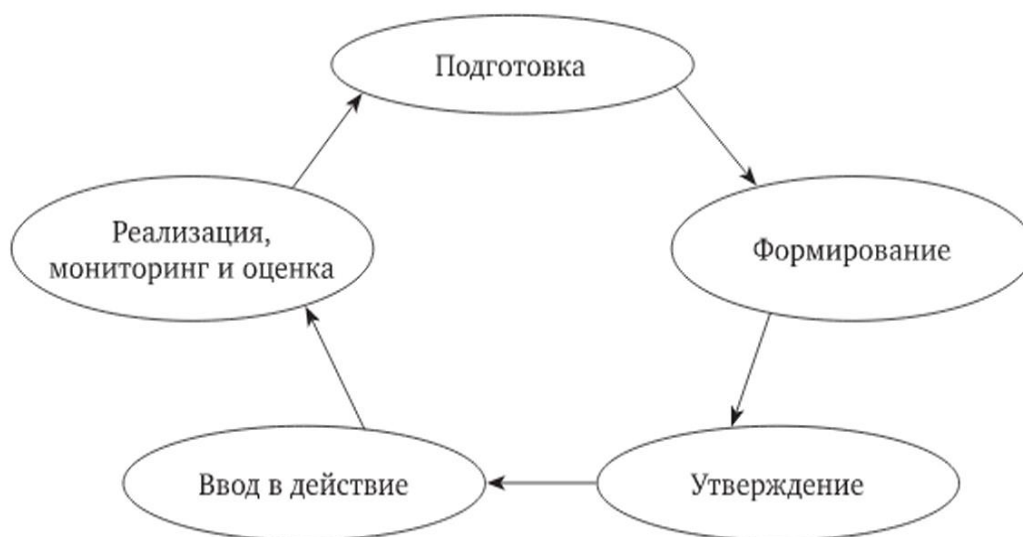 Подготовка
Формирование
Утверждение
Ввод в действие
Реализация,
мониторинг и оценка